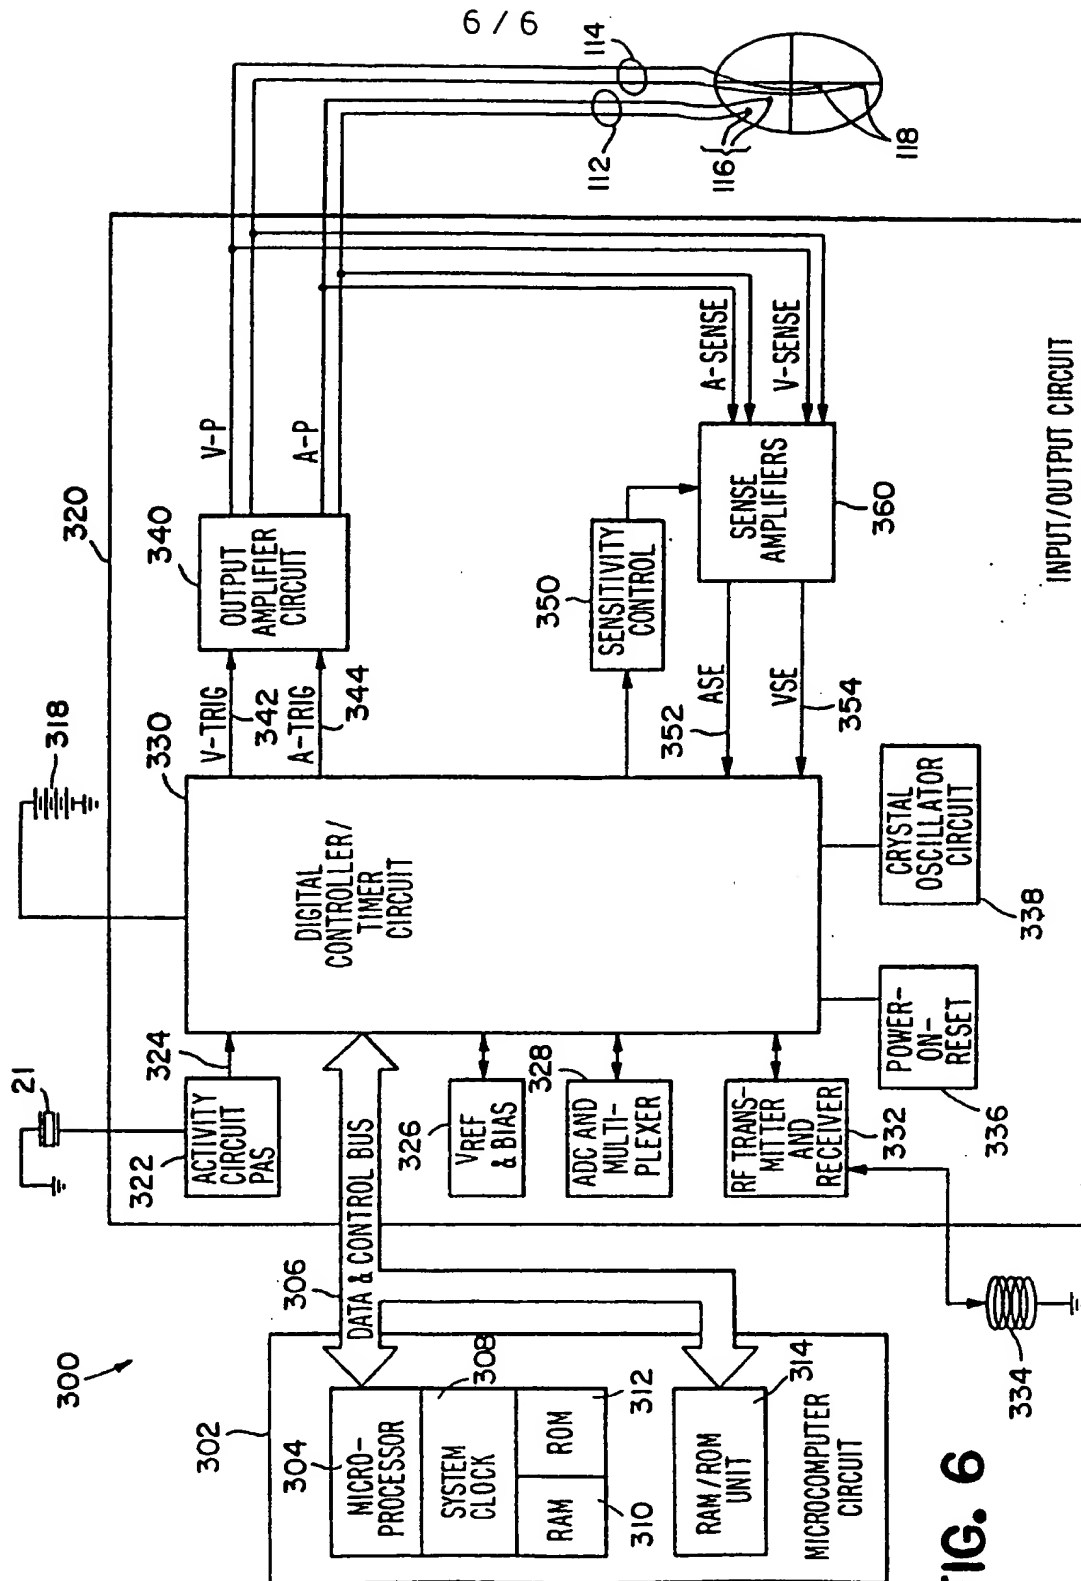 6 / 6
300
302
304
MICRO-
PROCESSOR
SYSTEM
CLOCK
308
RAM
ROM
310
312
RAM/ROM
UNIT
314
MICROCOMPUTER
CIRCUIT
306
DATA & CONTROL BUS
21
322
ACTIVITY
CIRCUIT
PAS
324
326
VREF
& BIAS
328
ADC AND
MULTI-
PLEXER
RF TRANS-
MITTER
AND
RECEIVER
332
334
336
POWER-
ON-
RESET
338
CRYSTAL
OSCILLATOR
CIRCUIT
318
320
330
DIGITAL
CONTROLLER/
TIMER
CIRCUIT
V-TRIG
342
A-TRIG
344
340
OUTPUT
AMPLIFIER
CIRCUIT
V-P
A-P
350
SENSITIVITY
CONTROL
352
ASE
VSE
354
SENSE
AMPLIFIERS
360
A-SENSE
V-SENSE
112
114
116
118
INPUT/OUTPUT CIRCUIT
FIG. 6